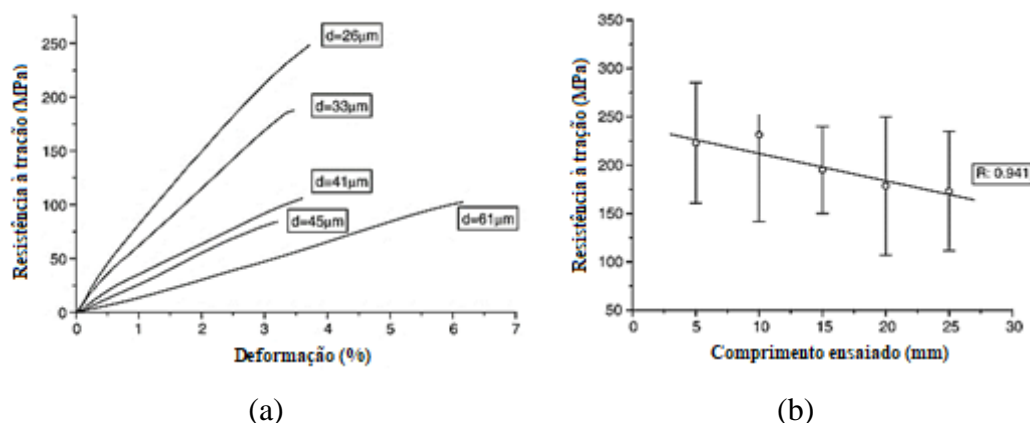 Resistência à tração (MPa)
250
200
150
100
50
0
d=26µm
d=33µm
d=41µm
d=45µm
d=61µm
0 1 2 3 4 5 6 7
Deformação (%)
(a)
Resistência à tração (MPa)
350
300
250
200
150
100
50
R: 0.941
0 5 10 15 20 25 30
Comprimento ensaiado (mm)
(b)